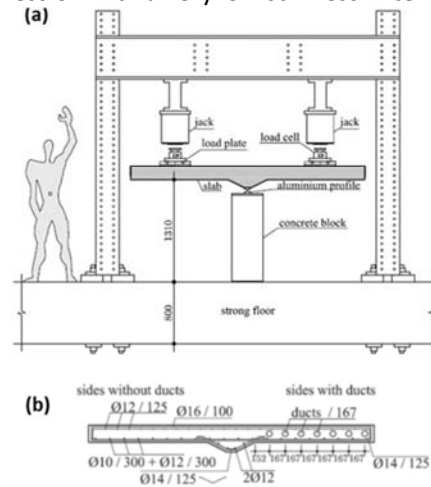 (a)
jack
jack
load plate
load cell
slab
aluminium profile
1310
concrete block
800
strong floor
(b)
sides without ducts
sides with ducts
Ø12 / 125
Ø16 / 100
ducts / 167
Ø10 / 300 + Ø12 / 300
Ø14 / 125
2Ø12
152 167 167 167 167 167 167
Ø14 / 125